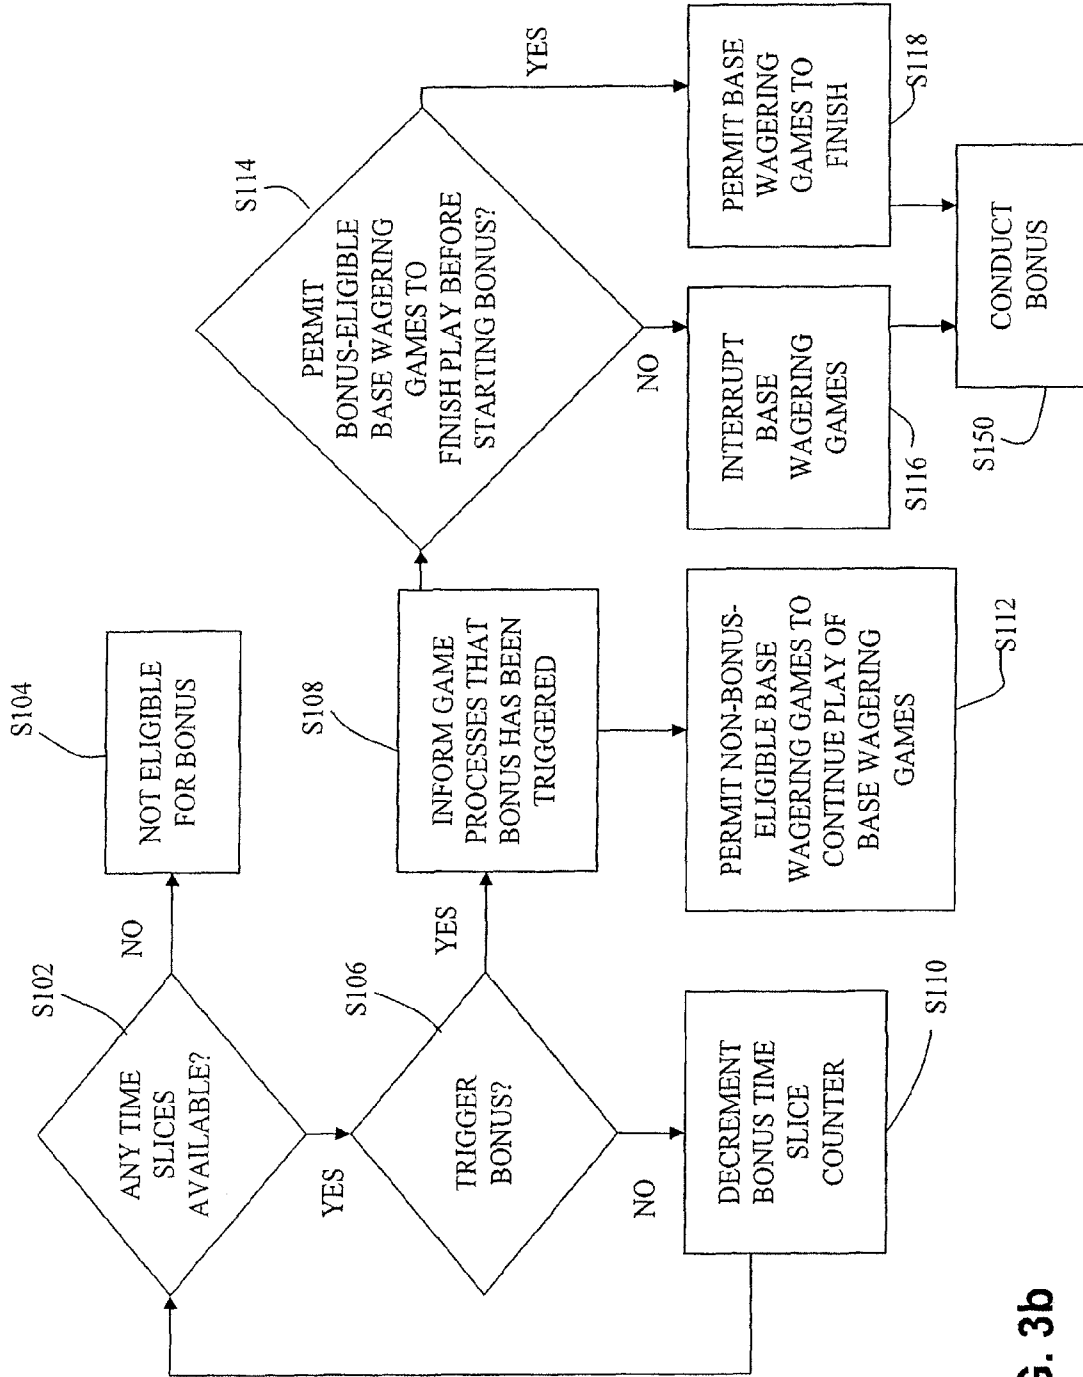 S102
ANY TIME
SLICES
AVAILABLE?
NO
YES
S104
NOT ELIGIBLE
FOR BONUS
S106
TRIGGER
BONUS?
YES
NO
S108
INFORM GAME
PROCESSES THAT
BONUS HAS BEEN
TRIGGERED
S110
DECREMENT
BONUS TIME
SLICE
COUNTER
PERMIT NON-BONUS-
ELIGIBLE BASE
WAGERING GAMES TO
CONTINUE PLAY OF
BASE WAGERING
GAMES
S112
S114
PERMIT
BONUS-ELIGIBLE
BASE WAGERING
GAMES TO
FINISH PLAY BEFORE
STARTING BONUS?
YES
NO
INTERRUPT
BASE
WAGERING
GAMES
S116
PERMIT BASE
WAGERING
GAMES TO
FINISH
S118
CONDUCT
BONUS
S150
G. 3b